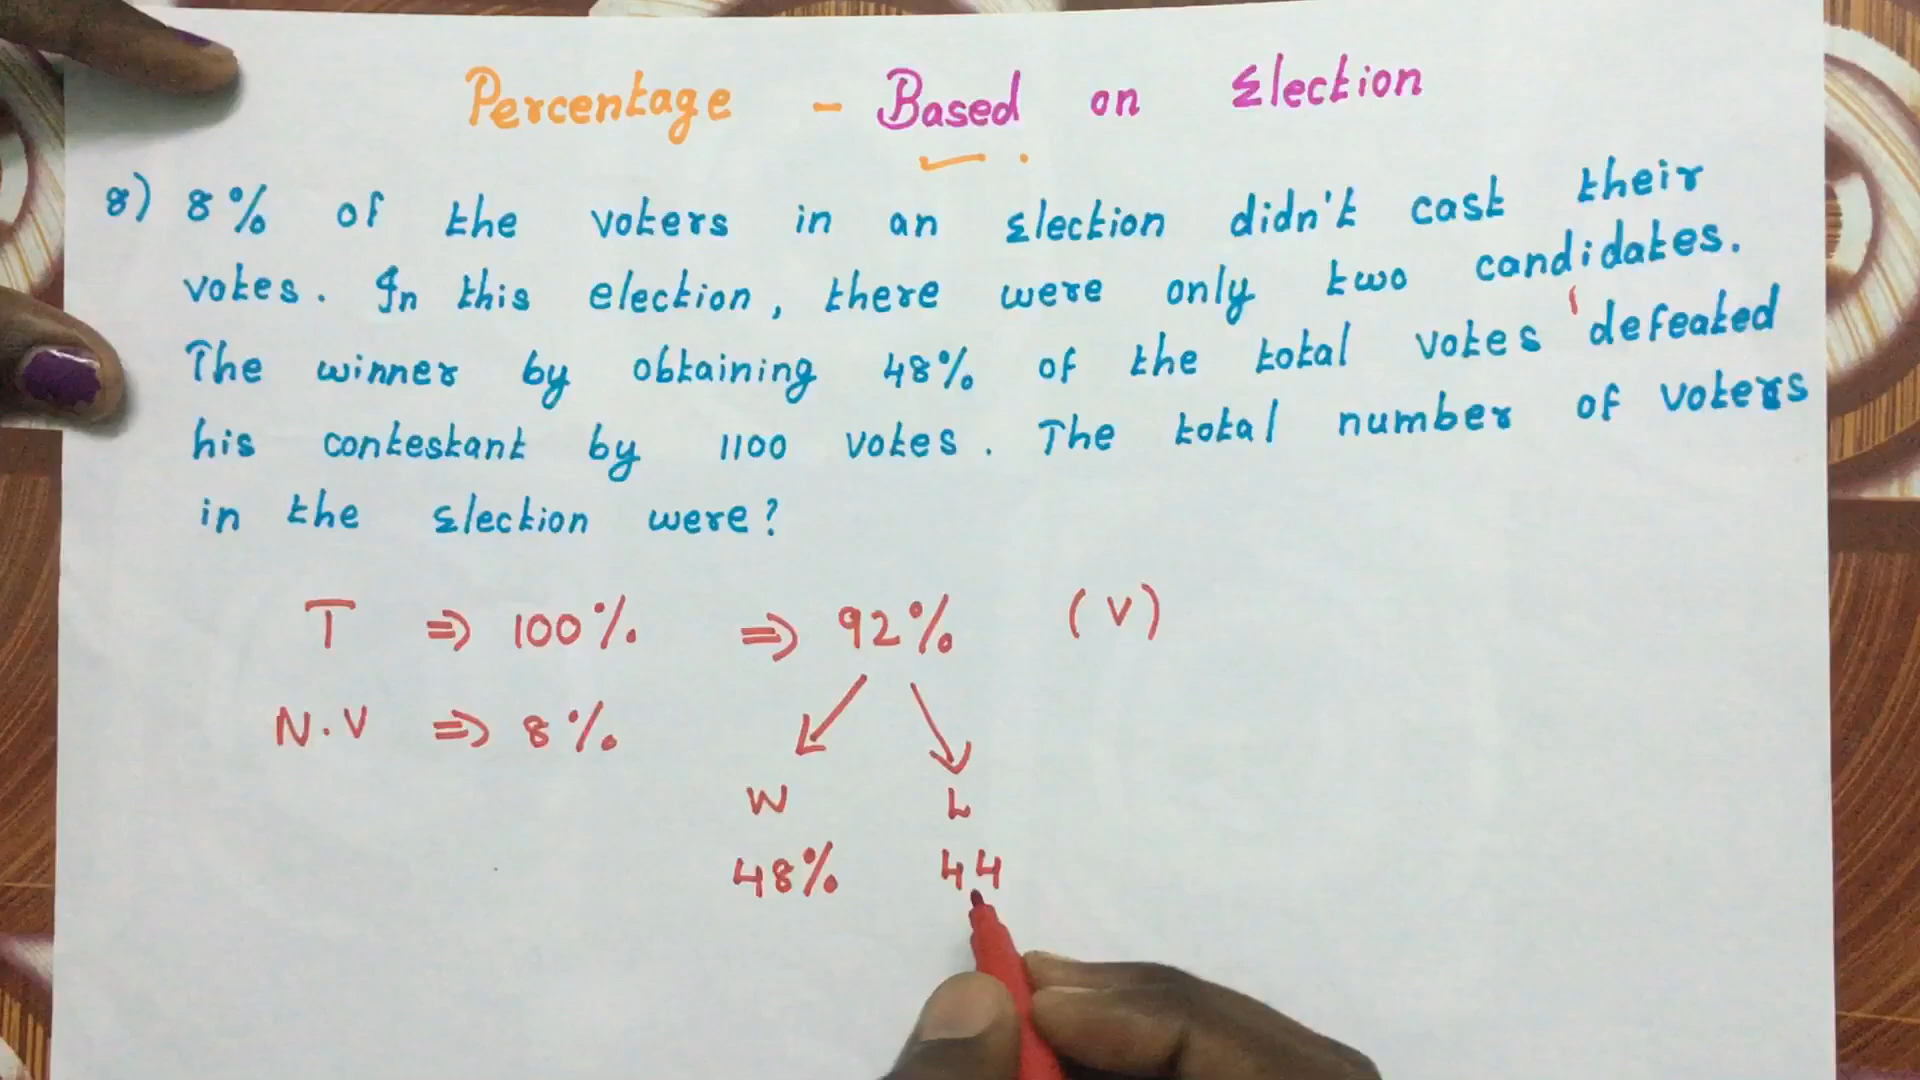 Percentage - Based on Election
8) 8% of the voters in an Election didn't cast their
votes. In this election, there were only two candidates.
The winner by obtaining 48% of the total votes defeated
his contestant by 1100 votes. The total number of voters
in the Election were?
T ⇒ 100% ⇒ 92% (V)
N.V ⇒ 8%
W L
48% 44